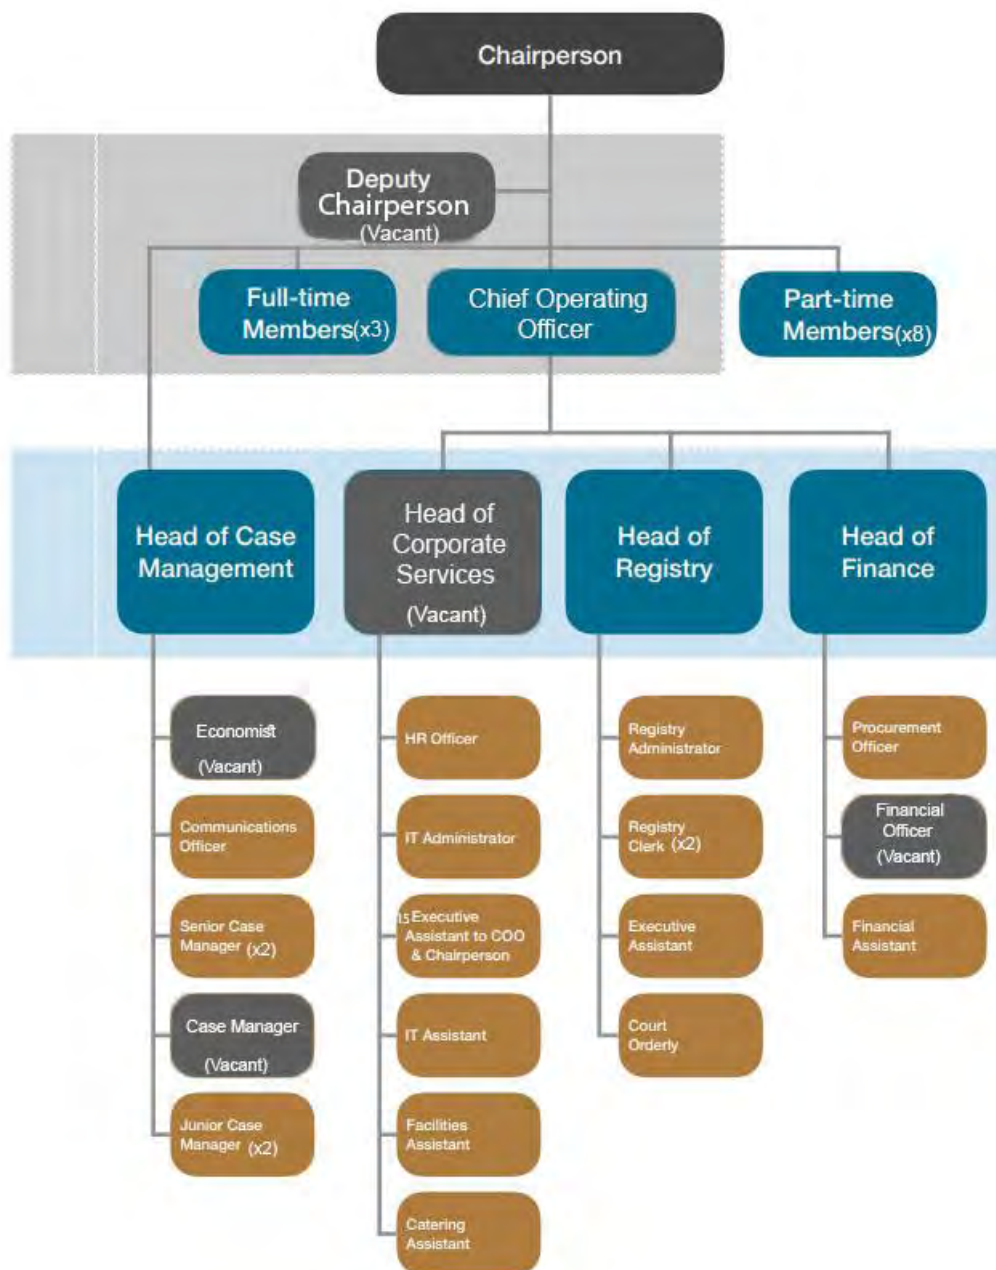 Chairperson
Deputy
Chairperson
(Vacant)
Full-time
Members(x3)
Chief Operating
Officer
Part-time
Members(x8)
Head of Case
Management
Head of
Corporate
Services
(Vacant)
Head of
Registry
Head of
Finance
Economist
(Vacant)
Communications
Officer
Senior Case
Manager (x2)
Case Manager
(Vacant)
Junior Case
Manager (x2)
HR Officer
IT Administrator
15 Executive
Assistant to COO
& Chairperson
IT Assistant
Facilities
Assistant
Catering
Assistant
Registry
Administrator
Registry
Clerk (x2)
Executive
Assistant
Court
Orderly
Procurement
Officer
Financial
Officer
(Vacant)
Financial
Assistant